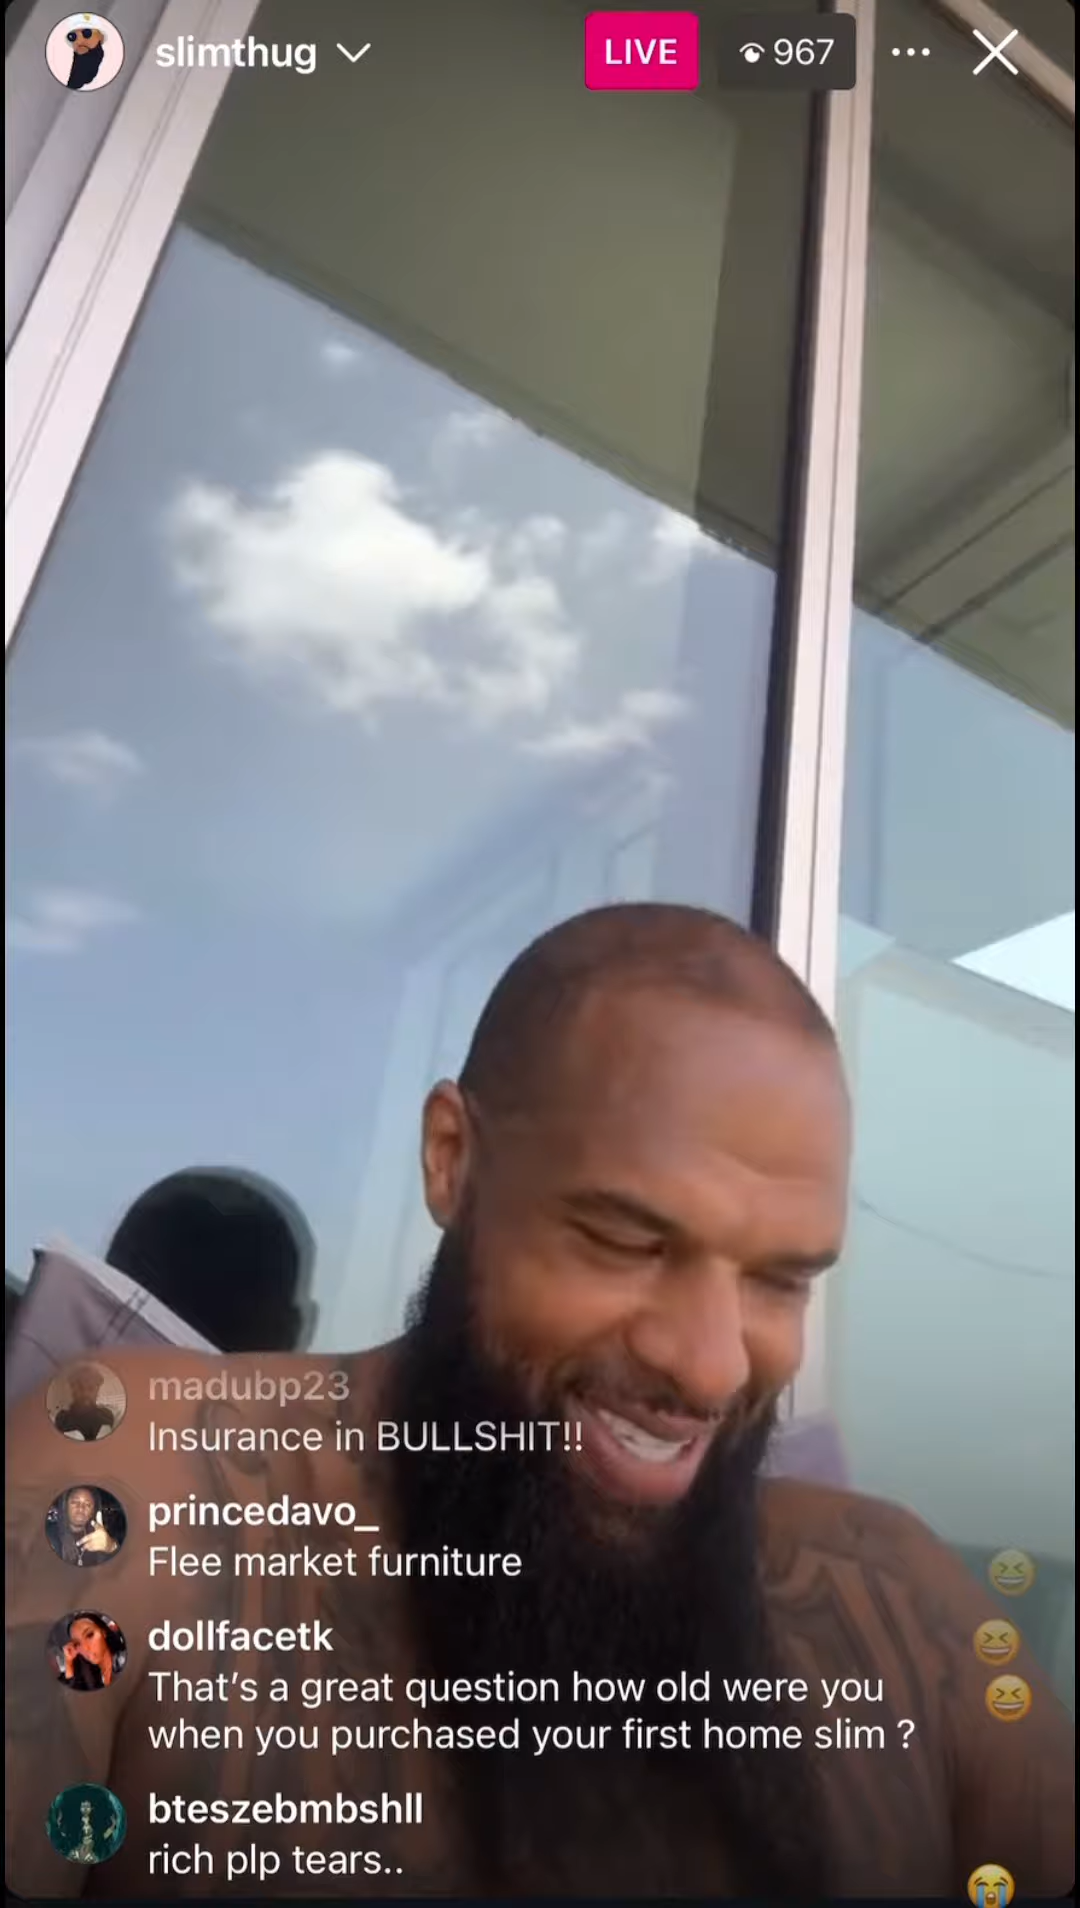 slimthug
LIVE
967
madubp23
Insurance in BULLSHIT!!
princedavo_
Flee market furniture
dollfacetk
That's a great question how old were you
when you purchased your first home slim ?
bteszebmbshll
rich plp tears..